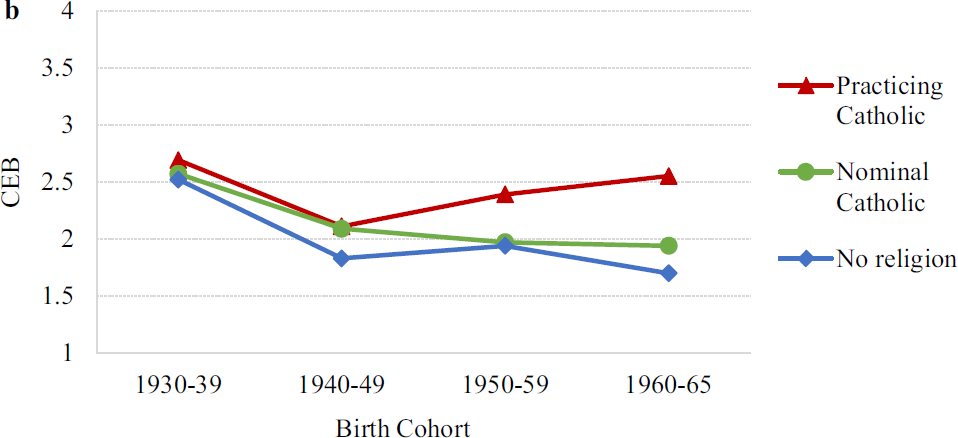 b
4
3.5
3
2.5
2
1.5
1
CEB
1930-39 1940-49 1950-59 1960-65
Birth Cohort
Practicing
Catholic
Nominal
Catholic
No religion